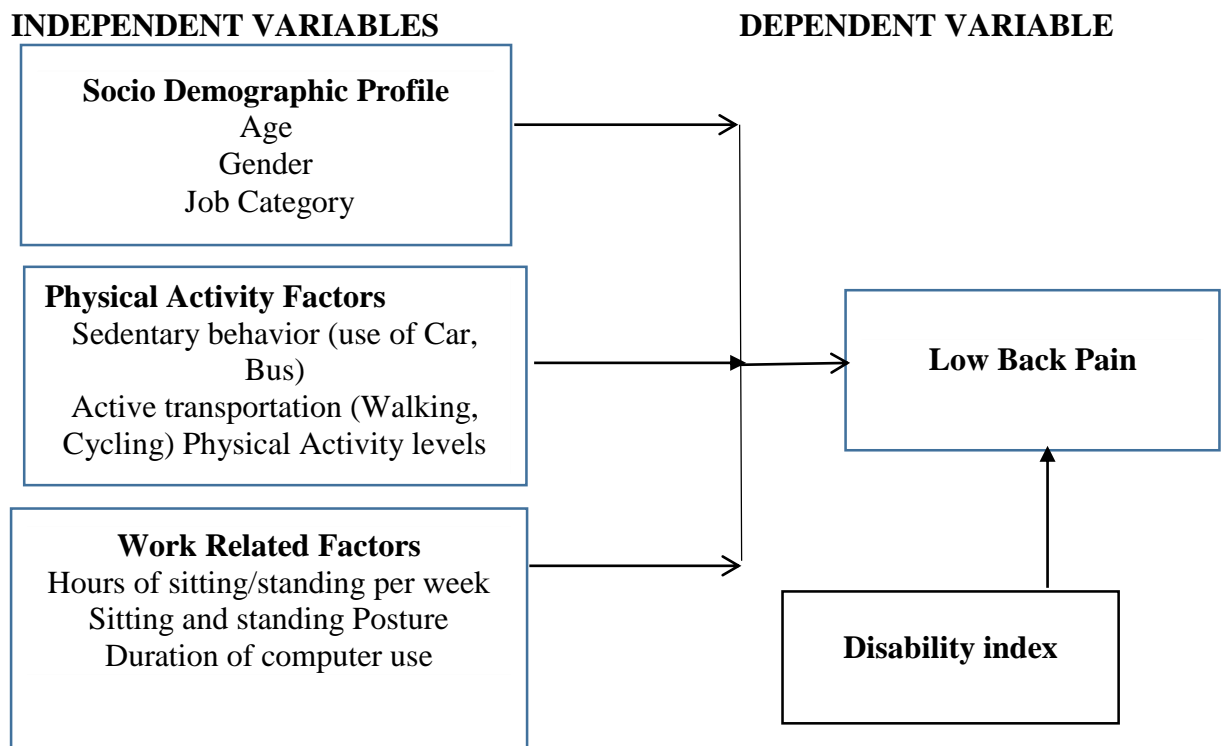 INDEPENDENT VARIABLES
DEPENDENT VARIABLE
Socio Demographic Profile
Age
Gender
Job Category
Physical Activity Factors
Sedentary behavior (use of Car,
Bus)
Active transportation (Walking,
Cycling) Physical Activity levels
Work Related Factors
Hours of sitting/standing per week
Sitting and standing Posture
Duration of computer use
Low Back Pain
Disability index